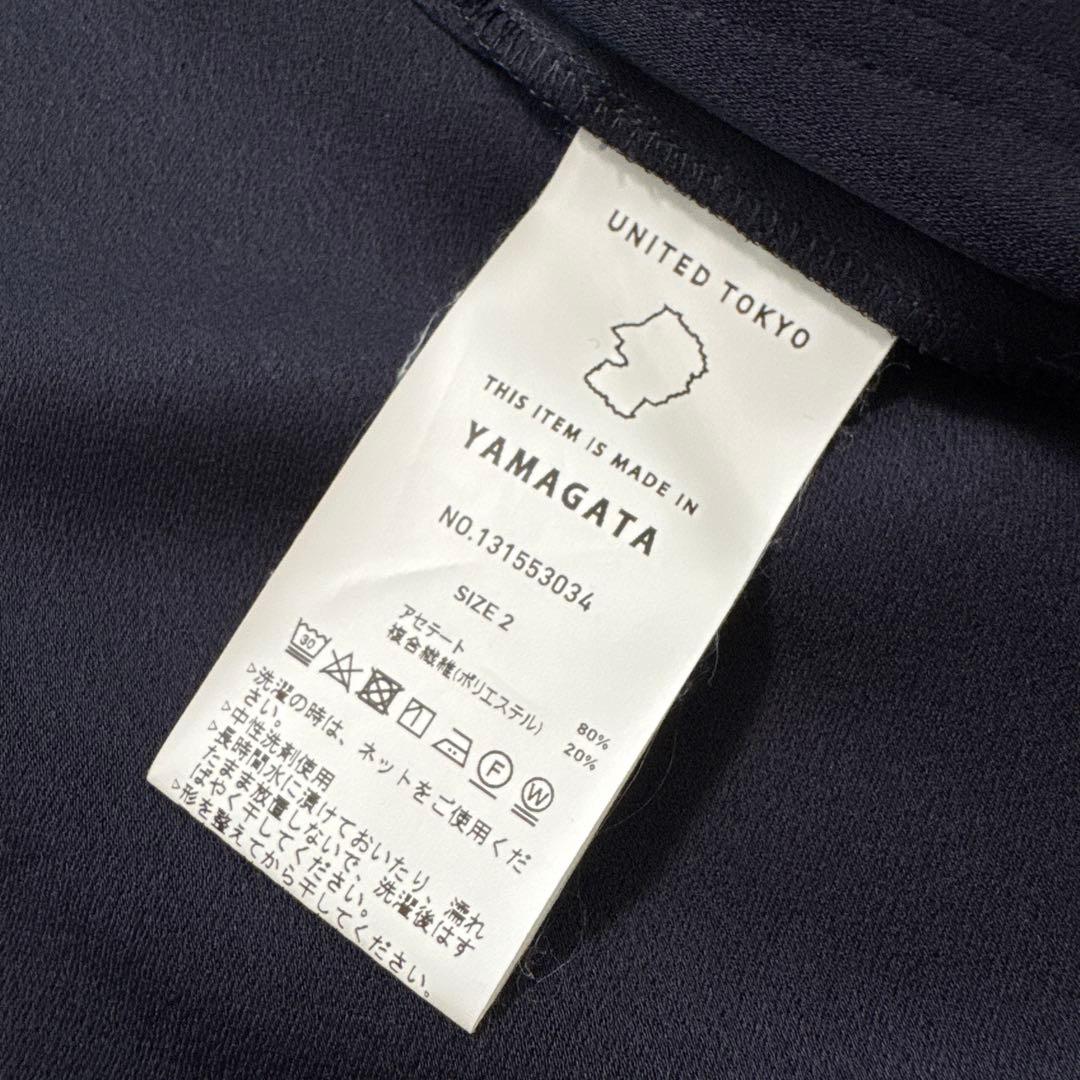 UNITED TOKYO
THIS ITEM IS MADE IN
YAMAGATA
NO.131553034
SIZE 2
アセテート 80%
複合繊維(ポリエステル) 20%
30
F
W
▷洗濯の時は、ネットをご使用くだ
さい。
▷中性洗剤使用
▷長時間水に漬けておいたり、濡れ
たまま放置しないで、洗濯後はす
ばやく干してください。
▷形を整えてから干してください。